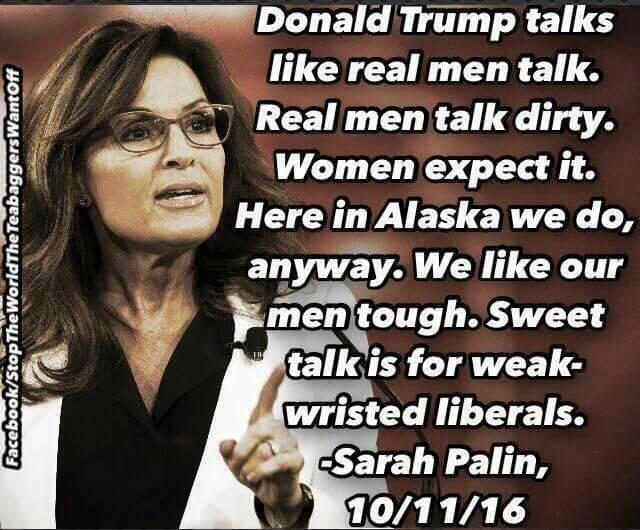 Donald Trump talks
like real men talk.
Real men talk dirty.
Women expect it.
Here in Alaska we do,
anyway. We like our
men tough. Sweet
talk is for weak-
wristed liberals.
-Sarah Palin,
10/11/16
Facebook/StopTheWorldTheTeabaggersWantOff